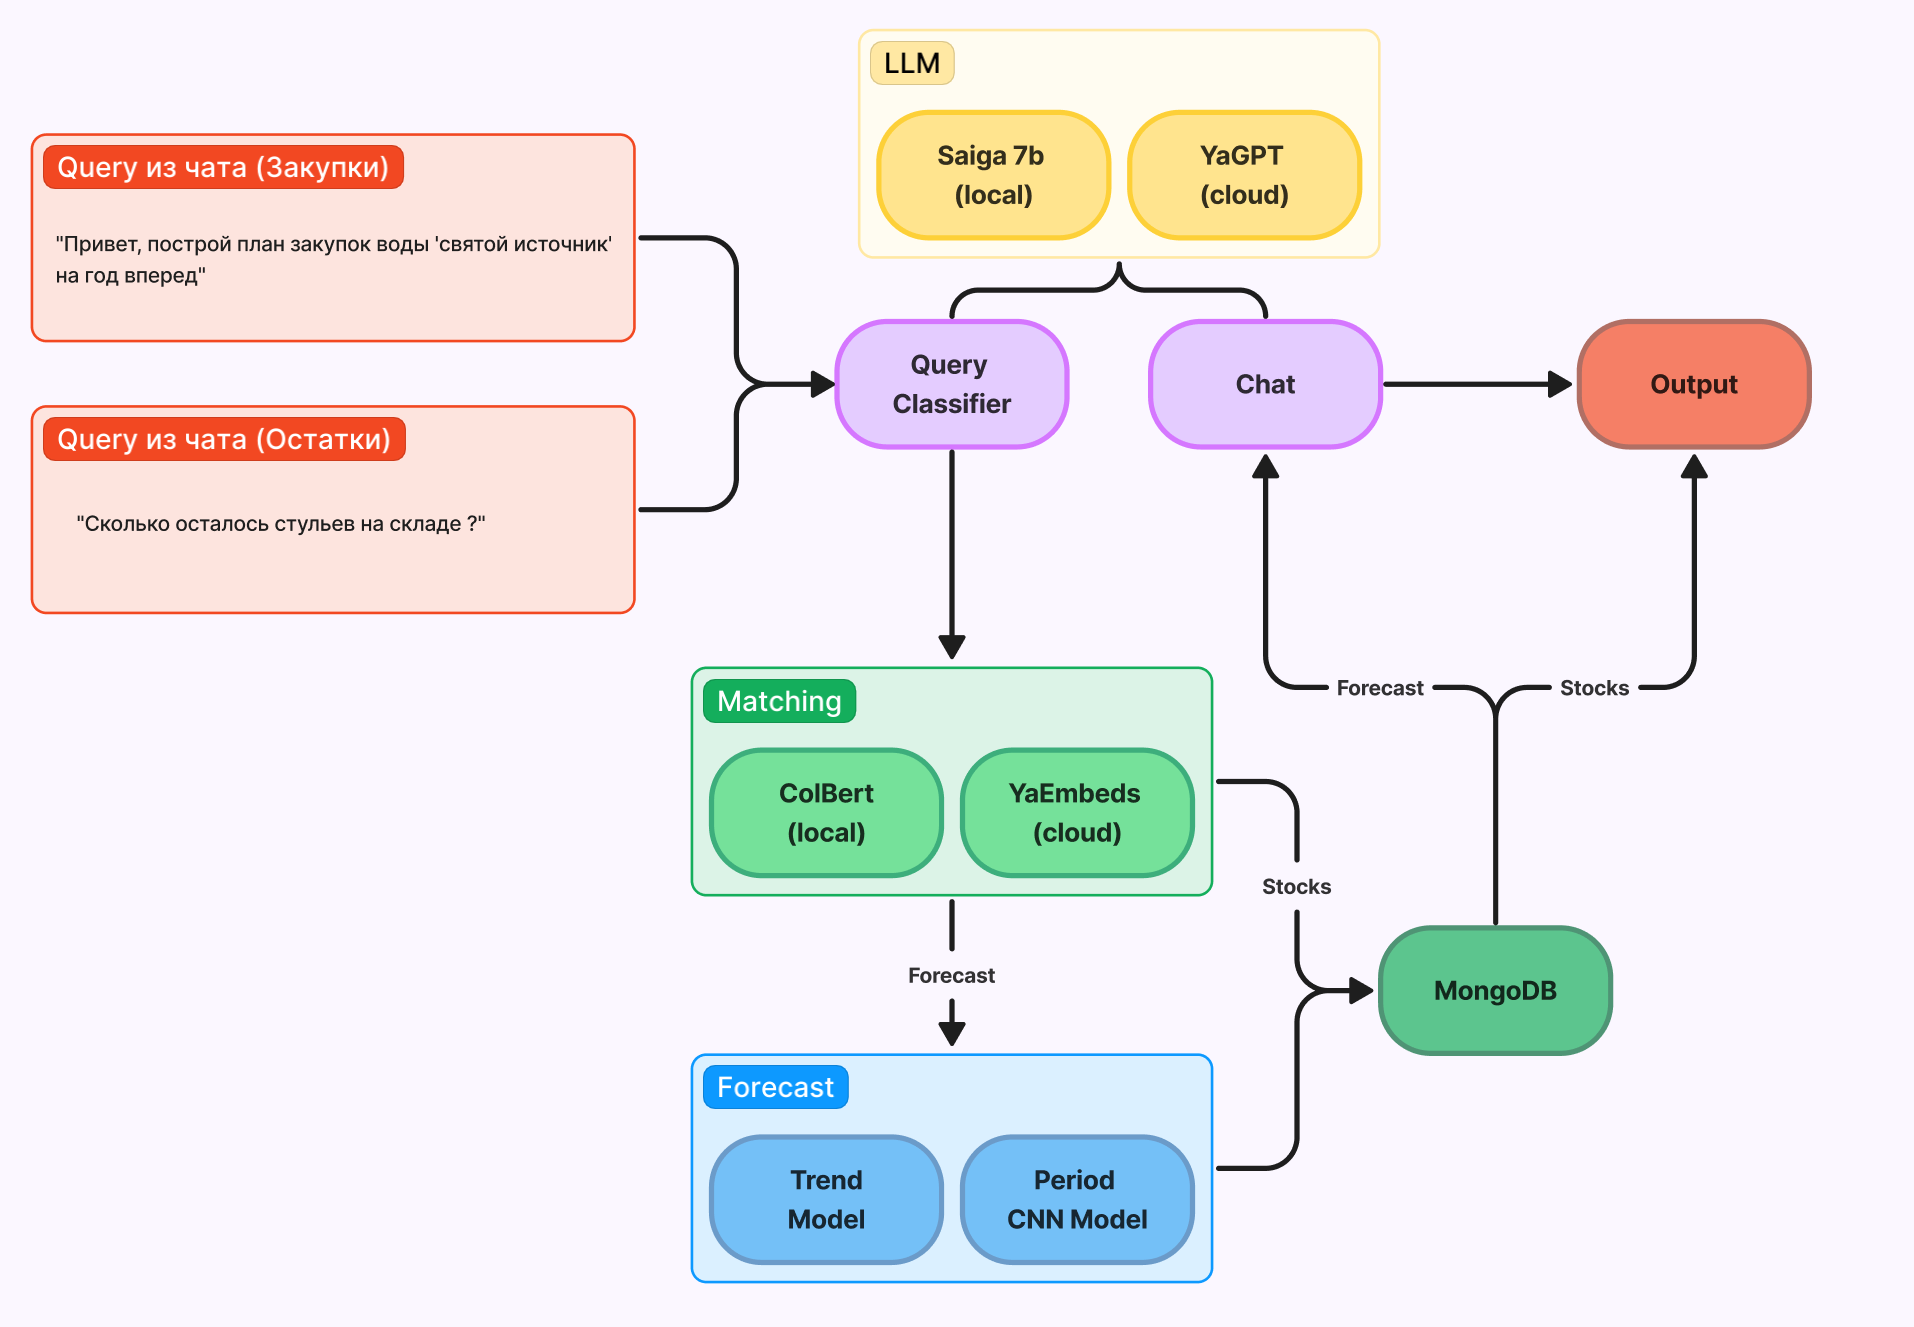 LLM
Saiga 7b
(local)
YaGPT
(cloud)
Query из чата (Закупки)
"Привет, построй план закупок воды 'святой источник'
на год вперед"
Query
Classifier
Chat
Output
Query из чата (Остатки)
"Сколько осталось стульев на складе ?"
Matching
ColBert
(local)
YaEmbeds
(cloud)
Forecast
Stocks
Stocks
Forecast
MongoDB
Forecast
Trend
Model
Period
CNN Model